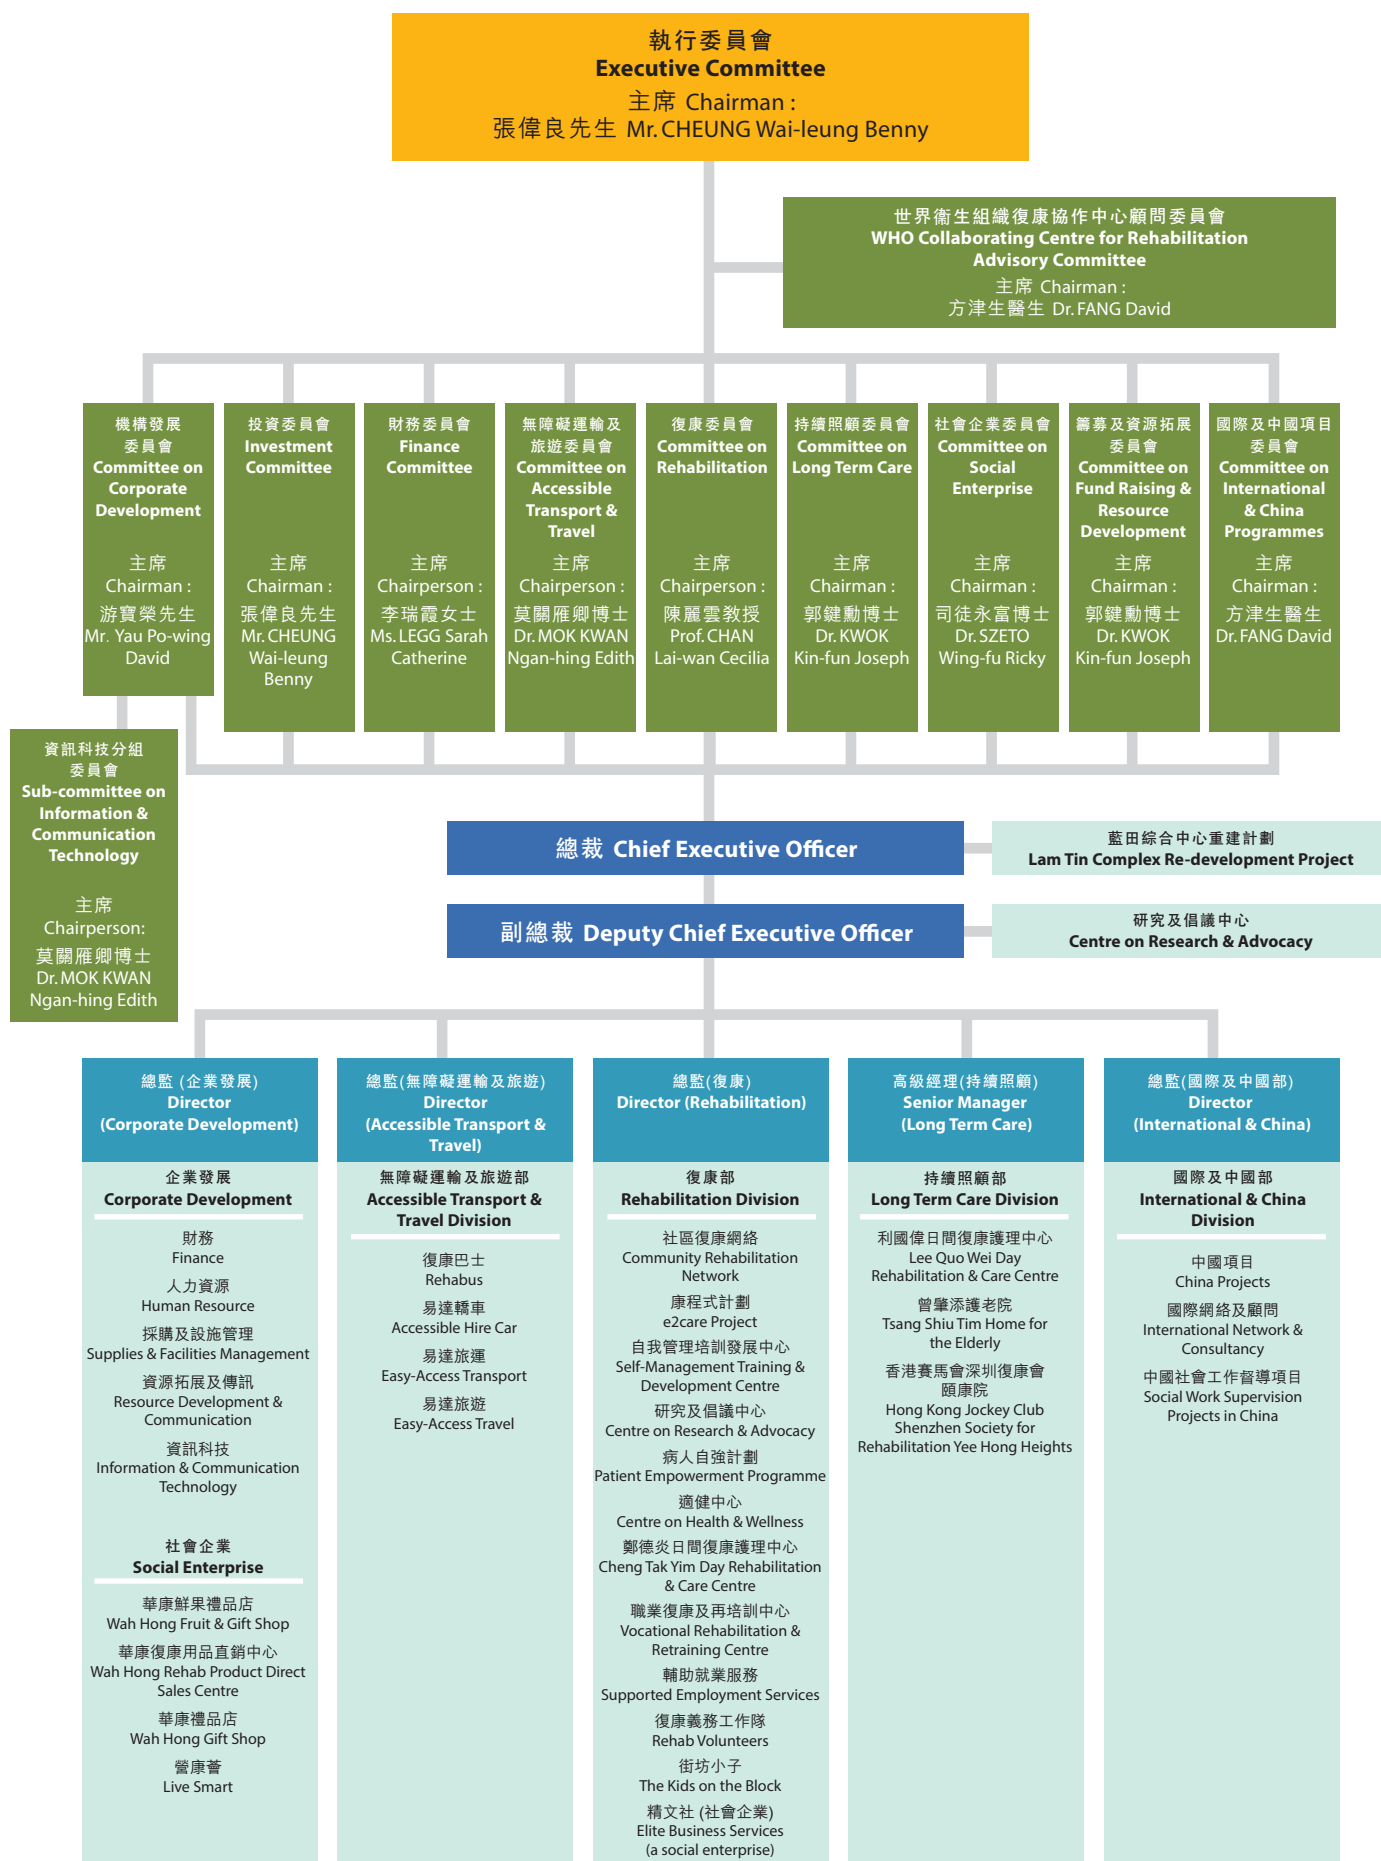 執行委員會
Executive Committee
主席 Chairman :
張偉良先生 Mr. CHEUNG Wai-leung Benny
世界衞生組織復康協作中心顧問委員會
WHO Collaborating Centre for Rehabilitation
Advisory Committee
主席 Chairman :
方津生醫生 Dr. FANG David
機構發展
委員會
Committee on
Corporate
Development
主席
Chairman :
游寶榮先生
Mr. Yau Po-wing
David
投資委員會
Investment
Committee
主席
Chairman :
張偉良先生
Mr. CHEUNG
Wai-leung
Benny
財務委員會
Finance
Committee
主席
Chairperson :
李瑞霞女士
Ms. LEGG Sarah
Catherine
無障礙運輸及
旅遊委員會
Committee on
Accessible
Transport &
Travel
主席
Chairperson :
莫關雁卿博士
Dr. MOK KWAN
Ngan-hing Edith
復康委員會
Committee on
Rehabilitation
主席
Chairperson :
陳麗雲教授
Prof. CHAN
Lai-wan Cecilia
持續照顧委員會
Committee on
Long Term Care
主席
Chairman :
郭鍵勳博士
Dr. KWOK
Kin-fun Joseph
社會企業委員會
Committee on
Social
Enterprise
主席
Chairman :
司徒永富博士
Dr. SZETO
Wing-fu Ricky
籌募及資源拓展
委員會
Committee on
Fund Raising &
Resource
Development
主席
Chairman :
郭鍵勳博士
Dr. KWOK
Kin-fun Joseph
國際及中國項目
委員會
Committee on
International
& China
Programmes
主席
Chairman :
方津生醫生
Dr. FANG David
資訊科技分組
委員會
Sub-committee on
Information &
Communication
Technology
主席
Chairperson:
莫關雁卿博士
Dr. MOK KWAN
Ngan-hing Edith
總裁 Chief Executive Officer
藍田綜合中心重建計劃
Lam Tin Complex Re-development Project
副總裁 Deputy Chief Executive Officer
研究及倡議中心
Centre on Research & Advocacy
總監 (企業發展)
Director
(Corporate Development)
企業發展
Corporate Development
財務
Finance
人力資源
Human Resource
採購及設施管理
Supplies & Facilities Management
資源拓展及傳訊
Resource Development &
Communication
資訊科技
Information & Communication
Technology
社會企業
Social Enterprise
華康鮮果禮品店
Wah Hong Fruit & Gift Shop
華康復康用品直銷中心
Wah Hong Rehab Product Direct
Sales Centre
華康禮品店
Wah Hong Gift Shop
營康薈
Live Smart
總監(無障礙運輸及旅遊)
Director
(Accessible Transport &
Travel)
無障礙運輸及旅遊部
Accessible Transport &
Travel Division
復康巴士
Rehabus
易達轎車
Accessible Hire Car
易達旅運
Easy-Access Transport
易達旅遊
Easy-Access Travel
總監(復康)
Director (Rehabilitation)
復康部
Rehabilitation Division
社區復康網絡
Community Rehabilitation
Network
康程式計劃
e2care Project
自我管理培訓發展中心
Self-Management Training &
Development Centre
研究及倡議中心
Centre on Research & Advocacy
病人自強計劃
Patient Empowerment Programme
適健中心
Centre on Health & Wellness
鄭德炎日間復康護理中心
Cheng Tak Yim Day Rehabilitation
& Care Centre
職業復康及再培訓中心
Vocational Rehabilitation &
Retraining Centre
輔助就業服務
Supported Employment Services
復康義務工作隊
Rehab Volunteers
街坊小子
The Kids on the Block
精文社 (社會企業)
Elite Business Services
(a social enterprise)
高級經理(持續照顧)
Senior Manager
(Long Term Care)
持續照顧部
Long Term Care Division
利國偉日間復康護理中心
Lee Quo Wei Day
Rehabilitation & Care Centre
曾肇添護老院
Tsang Shiu Tim Home for
the Elderly
香港賽馬會深圳復康會
頤康院
Hong Kong Jockey Club
Shenzhen Society for
Rehabilitation Yee Hong Heights
總監(國際及中國部)
Director
(International & China)
國際及中國部
International & China
Division
中國項目
China Projects
國際網絡及顧問
International Network &
Consultancy
中國社會工作督導項目
Social Work Supervision
Projects in China